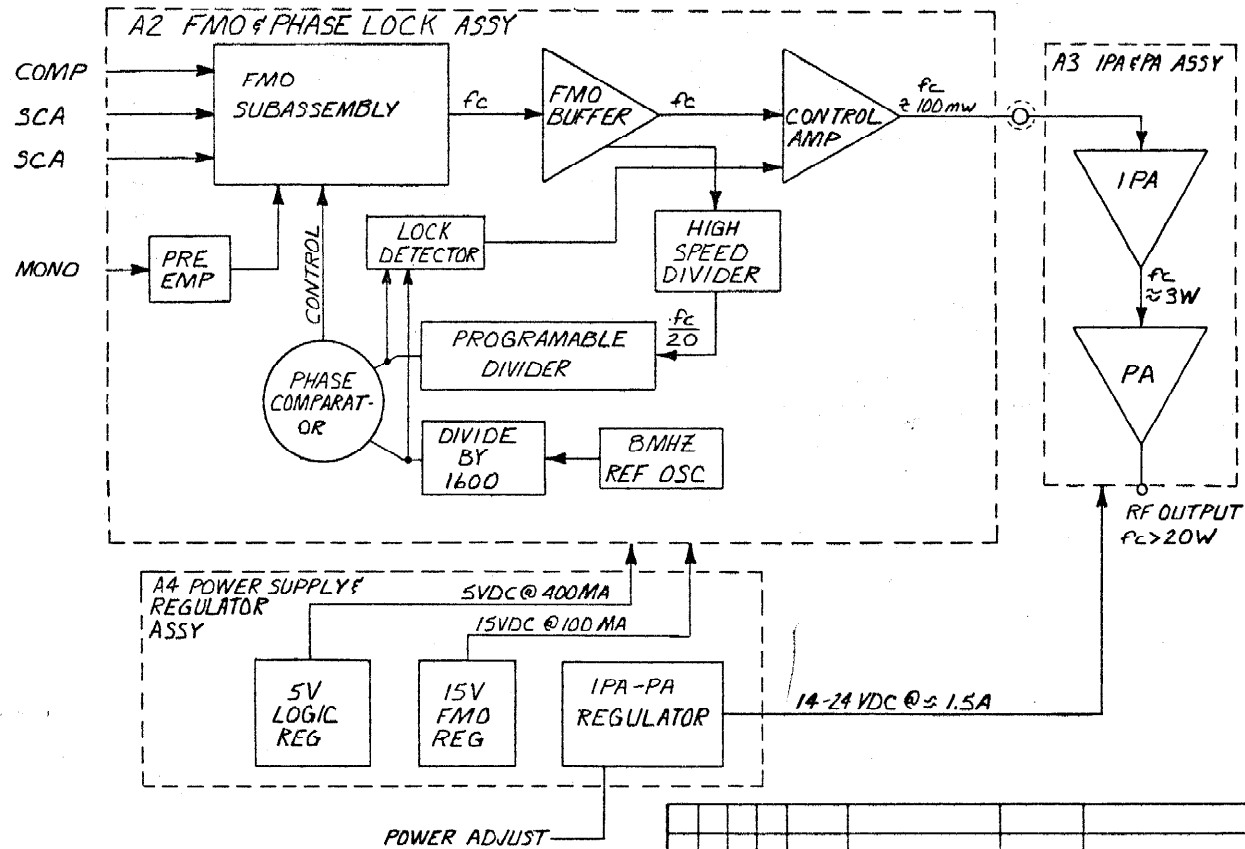 A2 FMO & PHASE LOCK ASSY
COMP
SCA
SCA
MONO
FMO
SUBASSEMBLY
fc
FMO
BUFFER
fc
CONTROL
AMP
fc
≈ 100mw
A3 IPA & PA ASSY
IPA
fc
≈3W
PA
RF OUTPUT
fc>20W
PRE
EMP
CONTROL
LOCK
DETECTOR
HIGH
SPEED
DIVIDER
fc
20
PROGRAMABLE
DIVIDER
PHASE
COMPARAT-
OR
DIVIDE
BY
1600
8MHZ
REF OSC
A4 POWER SUPPLY &
REGULATOR
ASSY
5VDC @ 400MA
15VDC @ 100 MA
5V
LOGIC
REG
15V
FMO
REG
IPA-PA
REGULATOR
14-24 VDC @ ≈ 1.5A
POWER ADJUST